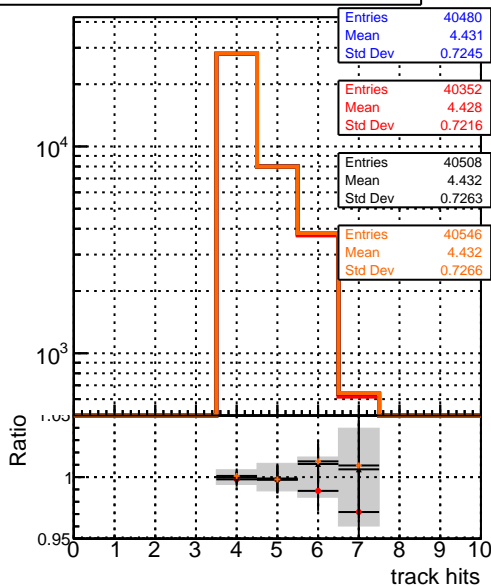 Entries 40480
Mean 4.431
Std Dev 0.7245
Entries 40352
Mean 4.428
Std Dev 0.7216
Entries 40508
Mean 4.432
Std Dev 0.7263
Entries 40546
Mean 4.432
Std Dev 0.7266
10^4
10^3
Ratio
1.05
1
0.95
0 1 2 3 4 5 6 7 8 9 10
track hits